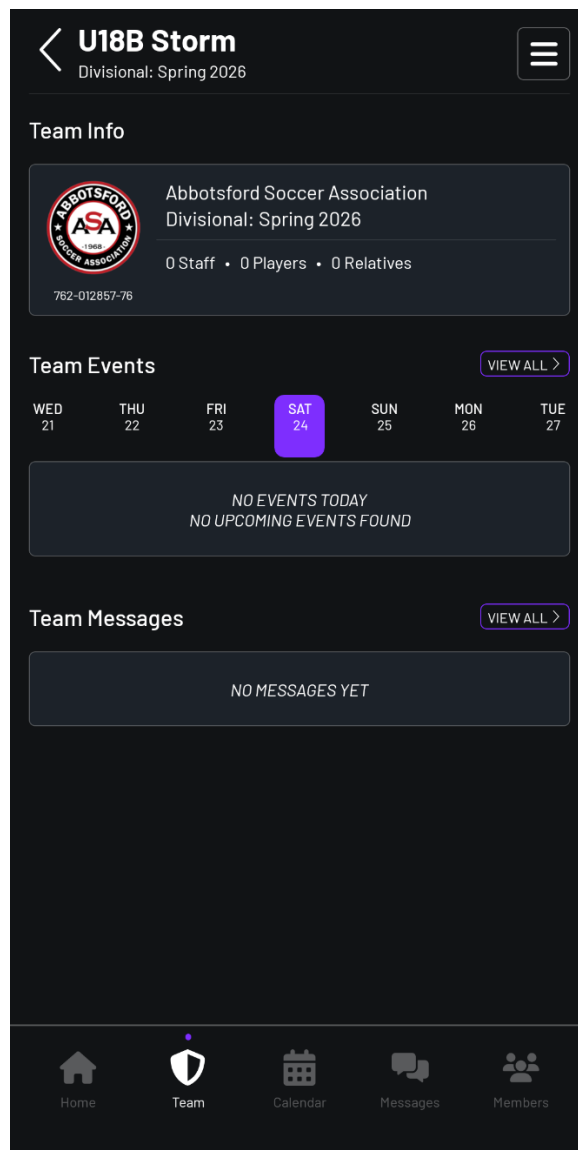 U18B Storm
Divisional: Spring 2026
Team Info
ABBOTSFORD
ASA
·1968·
SOCCER ASSOCIATION
762-012857-76
Abbotsford Soccer Association
Divisional: Spring 2026
0 Staff • 0 Players • 0 Relatives
Team Events
VIEW ALL
WED THU FRI SAT SUN MON TUE
21 22 23 24 25 26 27
NO EVENTS TODAY
NO UPCOMING EVENTS FOUND
Team Messages
VIEW ALL
NO MESSAGES YET
Home Team Calendar Messages Members